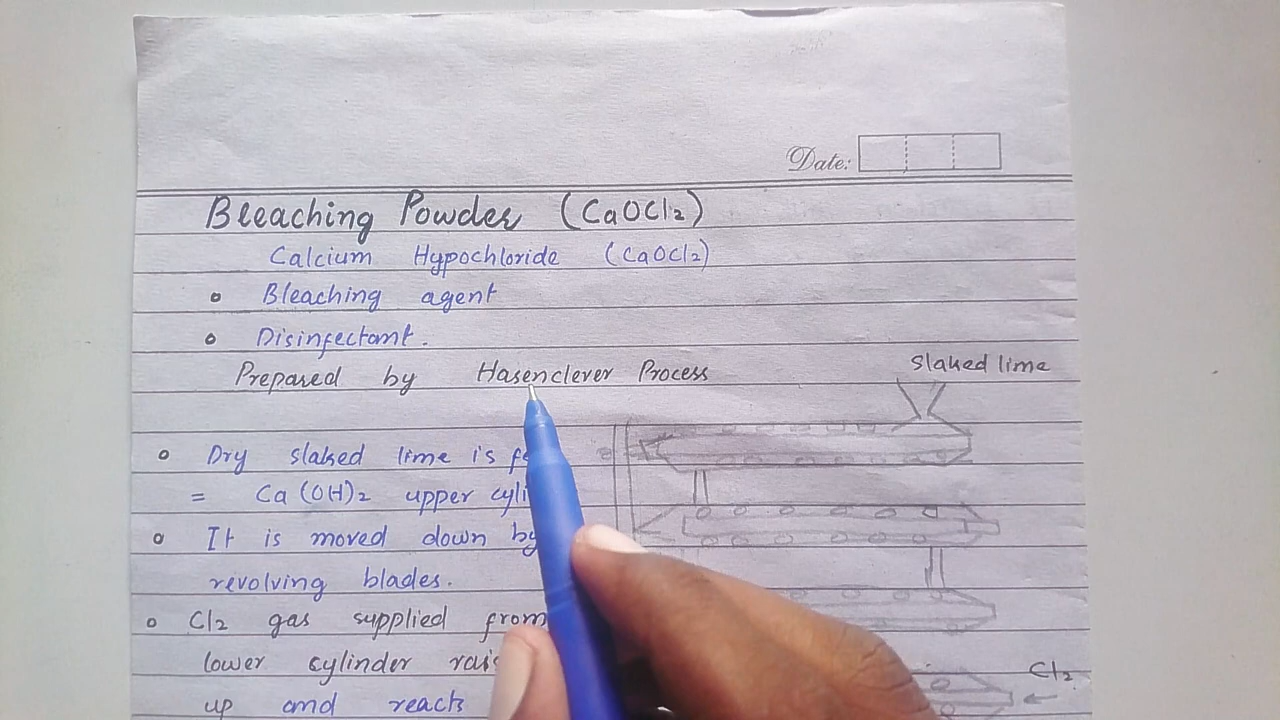 Date:
Bleaching Powder (CaOCl2)
Calcium Hypochloride (CaOCl2)
Bleaching agent
Disinfectant.
Prepared by Hasenclever Process
Slaked lime
Dry slaked lime is
= Ca(OH)2 upper
It is moved down by
revolving blades.
Cl2 gas supplied from
lower cylinder
Cl2
up and reacts